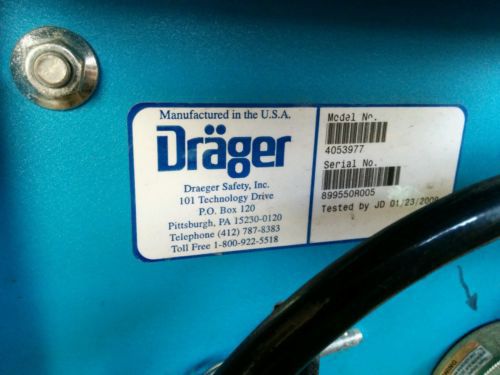 Manufactured in the U.S.A.
Dräger
Draeger Safety, Inc.
101 Technology Drive
P.O. Box 120
Pittsburgh, PA 15230-0120
Telephone (412) 787-8383
Toll Free 1-800-922-5518
Model No.
4053977
Serial No.
899550R005
Tested by JD